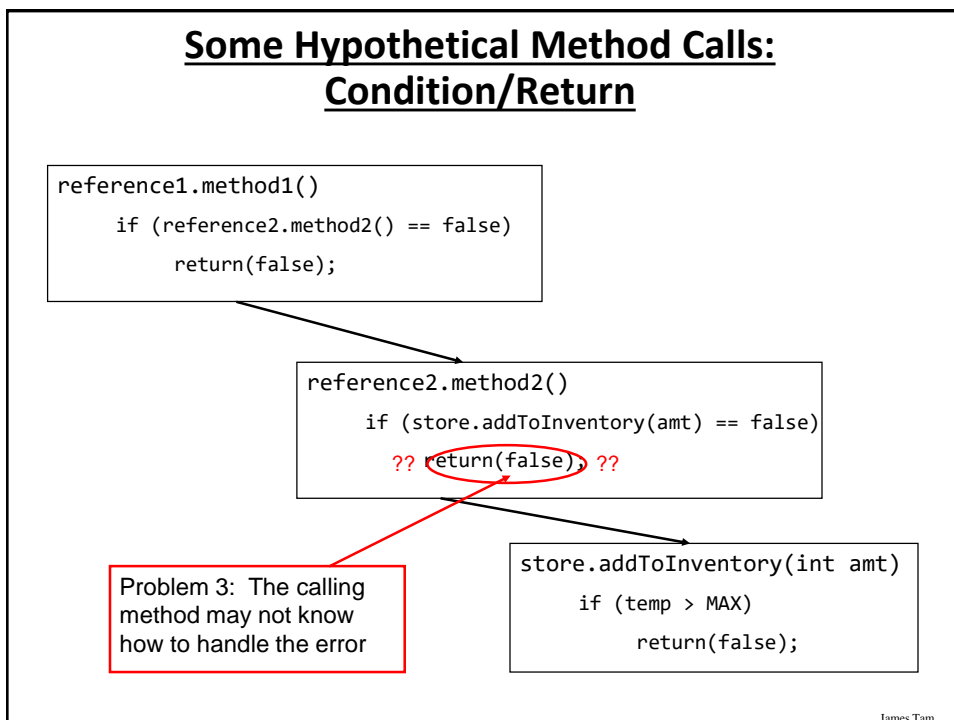 Some Hypothetical Method Calls:
Condition/Return
reference1.method1()
if (reference2.method2() == false)
return(false);
reference2.method2()
if (store.addToInventory(amt) == false)
?? return(false); ??
Problem 3: The calling
method may not know
how to handle the error
store.addToInventory(int amt)
if (temp > MAX)
return(false);
James Tam